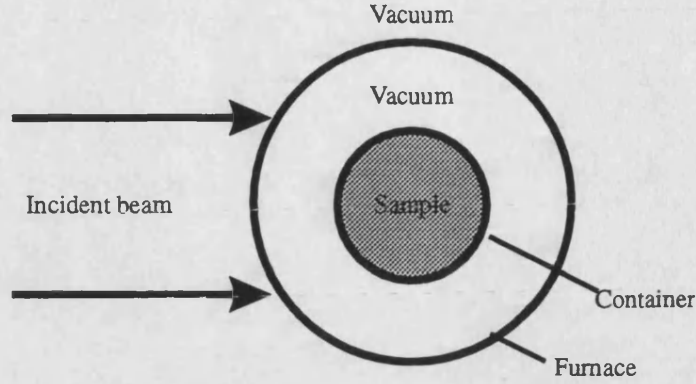 Vacuum
Vacuum
Incident beam
Sample
Container
Furnace